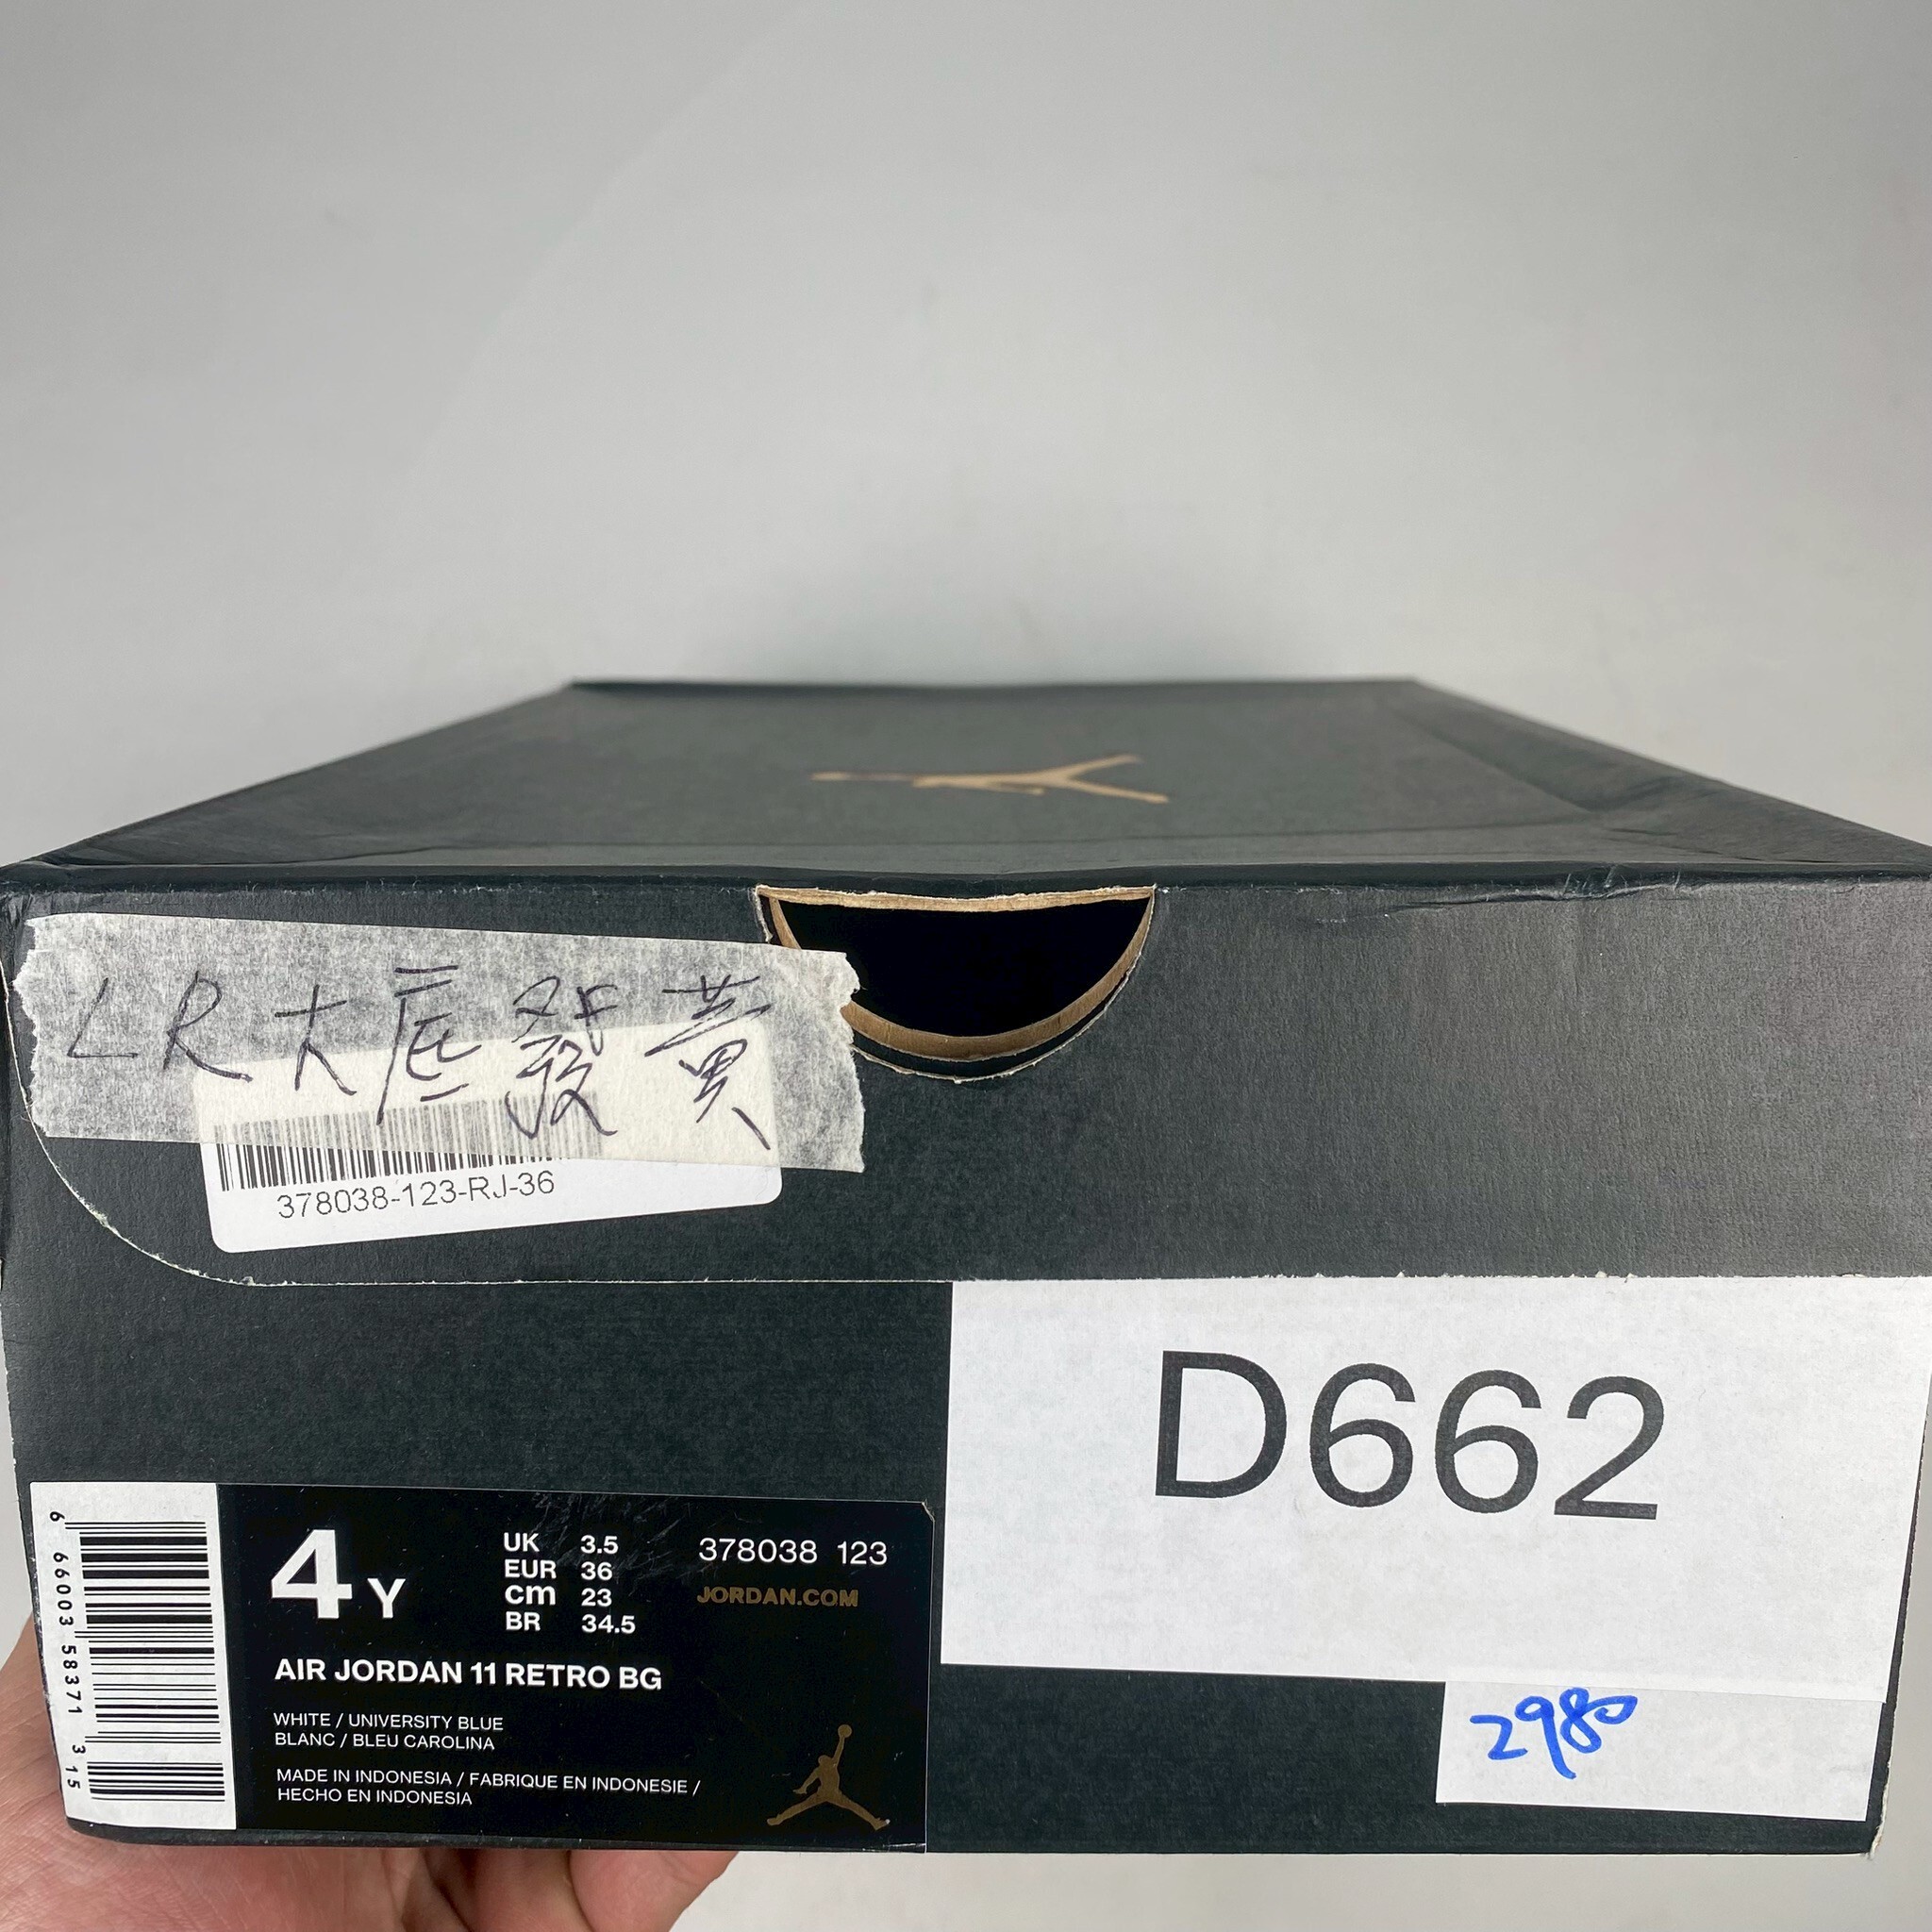 LR大底發黃
378038-123-RJ-36
D662
2980
6 66003 58371 3 15
4Y
UK 3.5
EUR 36
cm 23
BR 34.5
378038 123
JORDAN.COM
AIR JORDAN 11 RETRO BG
WHITE / UNIVERSITY BLUE
BLANC / BLEU CAROLINA
MADE IN INDONESIA / FABRIQUE EN INDONESIE /
HECHO EN INDONESIA